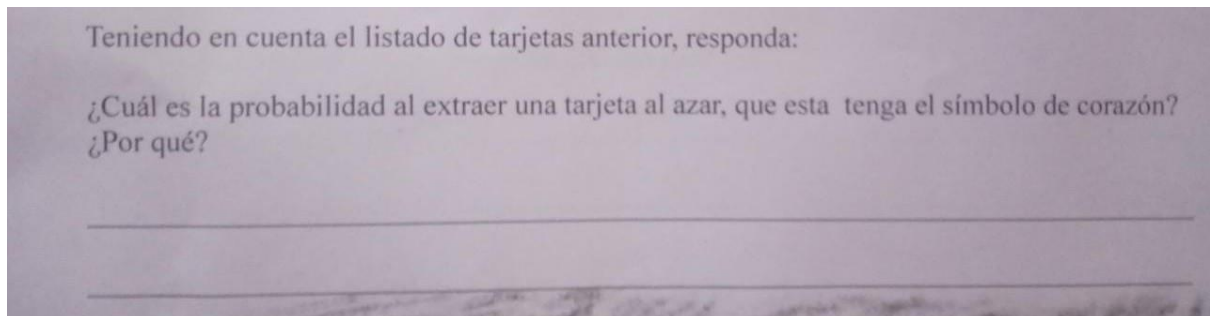 Teniendo en cuenta el listado de tarjetas anterior, responda:
¿Cuál es la probabilidad al extraer una tarjeta al azar, que esta tenga el símbolo de corazón?
¿Por qué?